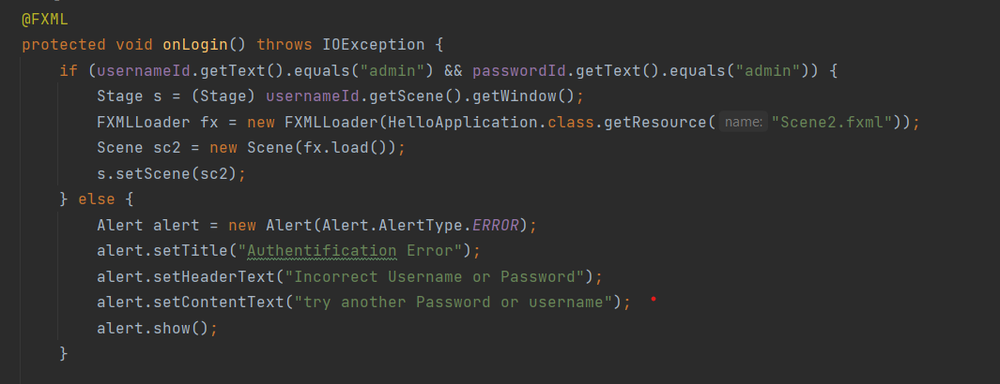 @FXML
protected void onLogin() throws IOException {
    if (usernameId.getText().equals("admin") && passwordId.getText().equals("admin")) {
        Stage s = (Stage) usernameId.getScene().getWindow();
        FXMLLoader fx = new FXMLLoader(HelloApplication.class.getResource( name: "Scene2.fxml"));
        Scene sc2 = new Scene(fx.load());
        s.setScene(sc2);
    } else {
        Alert alert = new Alert(Alert.AlertType.ERROR);
        alert.setTitle("Authentification Error");
        alert.setHeaderText("Incorrect Username or Password");
        alert.setContentText("try another Password or username");
        alert.show();
    }